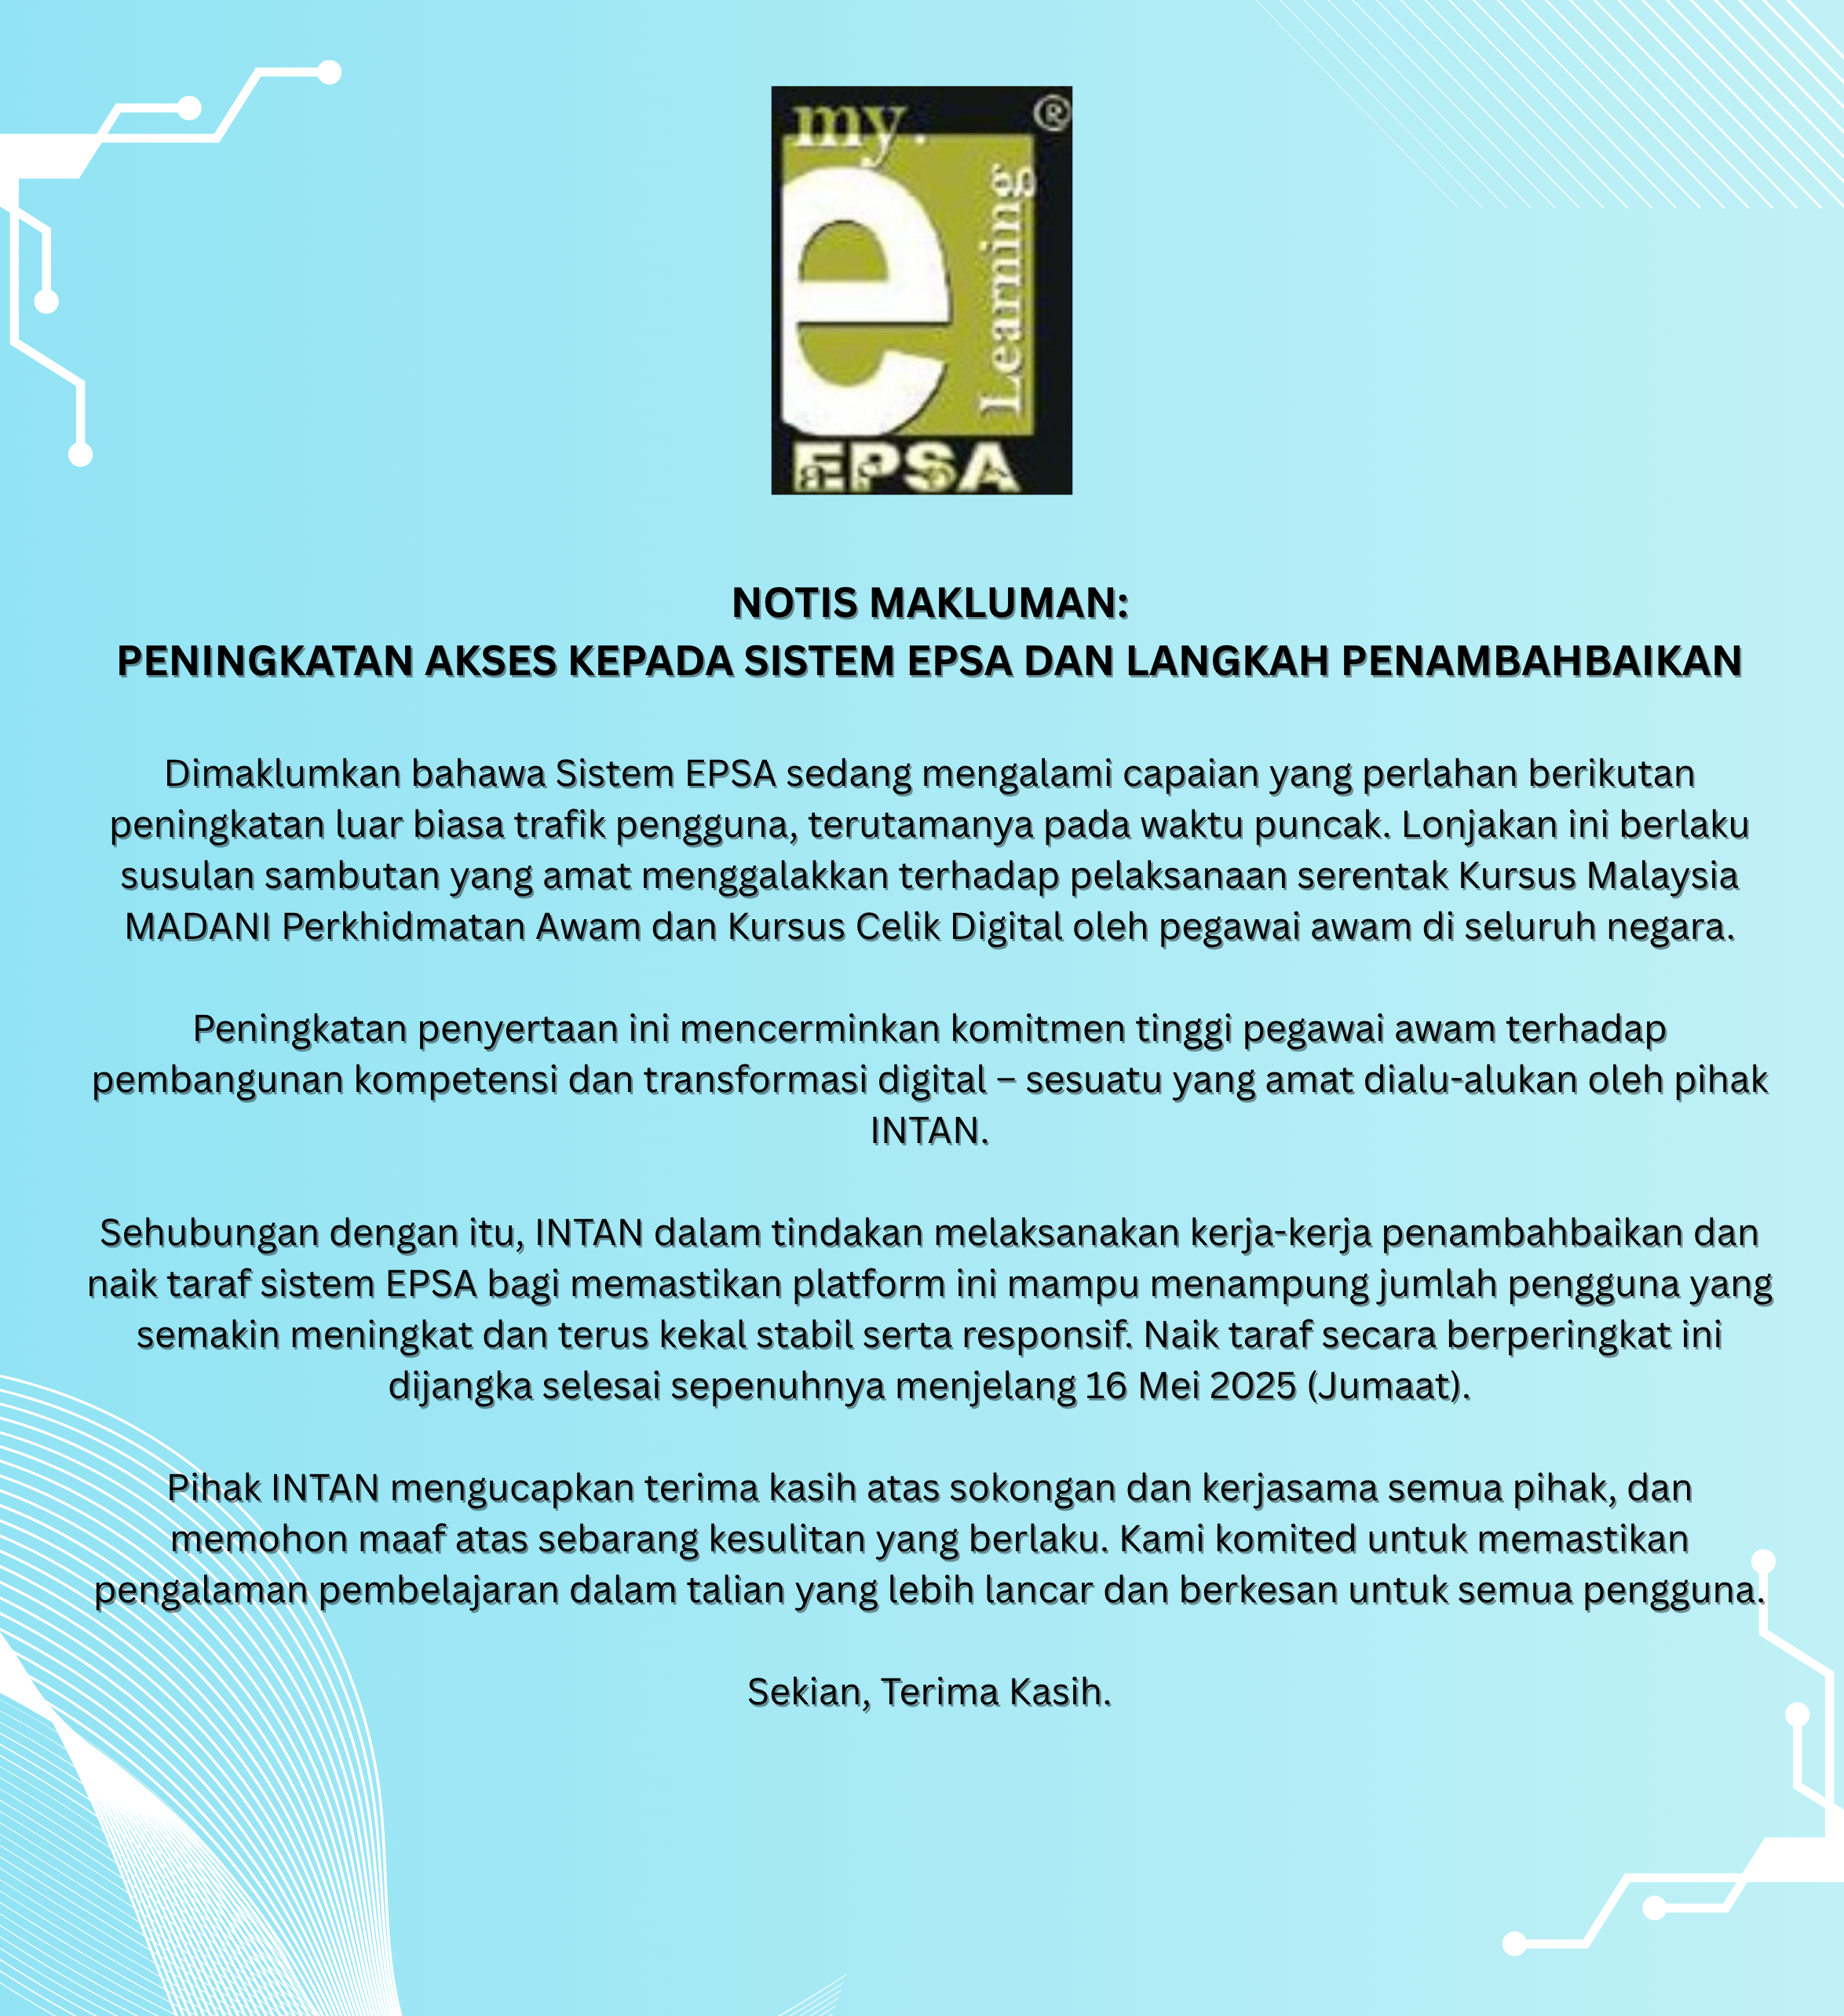 my.
®
e
Learning
EPSA
NOTIS MAKLUMAN:
PENINGKATAN AKSES KEPADA SISTEM EPSA DAN LANGKAH PENAMBAHBAIKAN
Dimaklumkan bahawa Sistem EPSA sedang mengalami capaian yang perlahan berikutan
peningkatan luar biasa trafik pengguna, terutamanya pada waktu puncak. Lonjakan ini berlaku
susulan sambutan yang amat menggalakkan terhadap pelaksanaan serentak Kursus Malaysia
MADANI Perkhidmatan Awam dan Kursus Celik Digital oleh pegawai awam di seluruh negara.
Peningkatan penyertaan ini mencerminkan komitmen tinggi pegawai awam terhadap
pembangunan kompetensi dan transformasi digital – sesuatu yang amat dialu-alukan oleh pihak
INTAN.
Sehubungan dengan itu, INTAN dalam tindakan melaksanakan kerja-kerja penambahbaikan dan
naik taraf sistem EPSA bagi memastikan platform ini mampu menampung jumlah pengguna yang
semakin meningkat dan terus kekal stabil serta responsif. Naik taraf secara berperingkat ini
dijangka selesai sepenuhnya menjelang 16 Mei 2025 (Jumaat).
Pihak INTAN mengucapkan terima kasih atas sokongan dan kerjasama semua pihak, dan
memohon maaf atas sebarang kesulitan yang berlaku. Kami komited untuk memastikan
pengalaman pembelajaran dalam talian yang lebih lancar dan berkesan untuk semua pengguna.
Sekian, Terima Kasih.